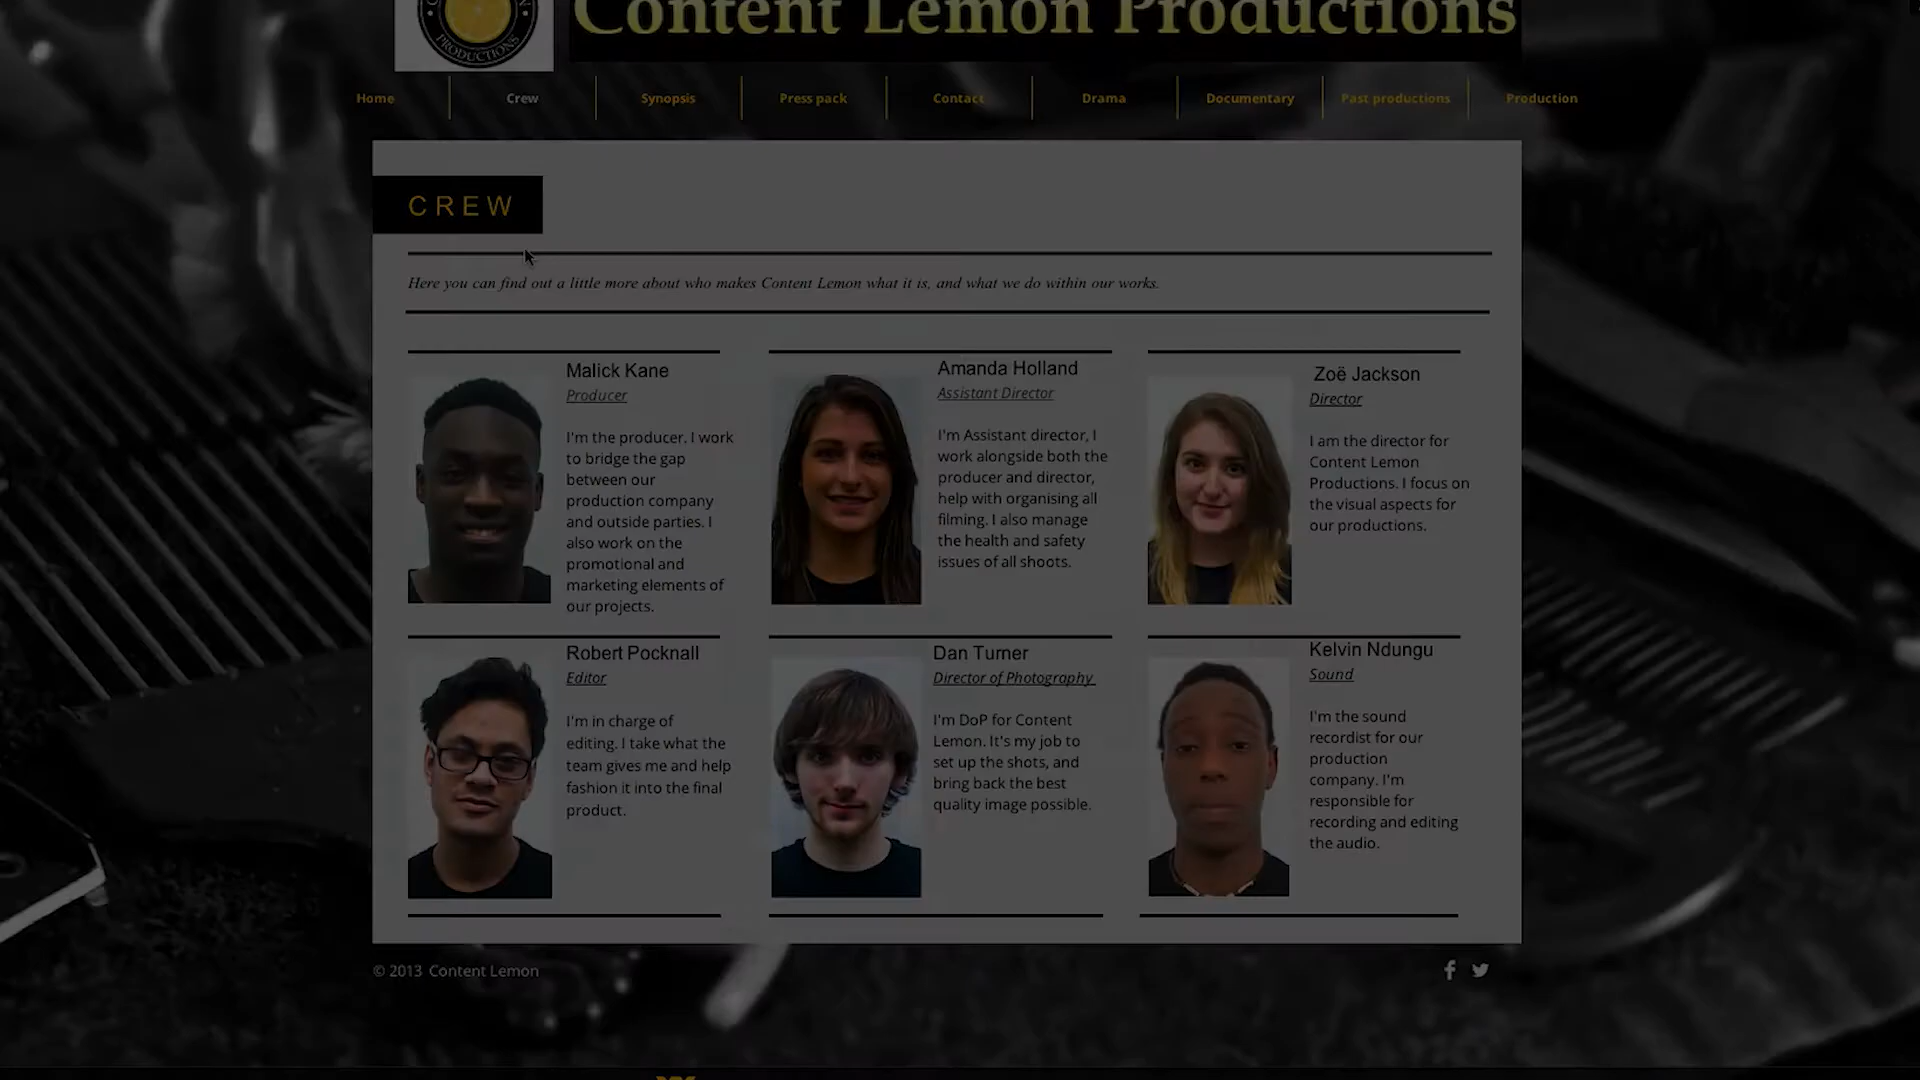 Content Lemon Productions
PRODUCTIONS
Home
Crew
Synopsis
Press pack
Contact
Drama
Documentary
Past productions
Production
CREW
Here you can find out a little more about who makes Content Lemon what it is, and what we do within our works.
Malick Kane
Producer
I'm the producer. I work
to bridge the gap
between our
production company
and outside parties. I
also work on the
promotional and
marketing elements of
our projects.
Amanda Holland
Assistant Director
I'm Assistant director, I
work alongside both the
producer and director,
help with organising all
filming. I also manage
the health and safety
issues of all shoots.
Zoë Jackson
Director
I am the director for
Content Lemon
Productions. I focus on
the visual aspects for
our productions.
Robert Pocknall
Editor
I'm in charge of
editing. I take what the
team gives me and help
fashion it into the final
product.
Dan Turner
Director of Photography
I'm DoP for Content
Lemon. It's my job to
set up the shots, and
bring back the best
quality image possible.
Kelvin Ndungu
Sound
I'm the sound
recordist for our
production
company. I'm
responsible for
recording and editing
the audio.
© 2013 Content Lemon